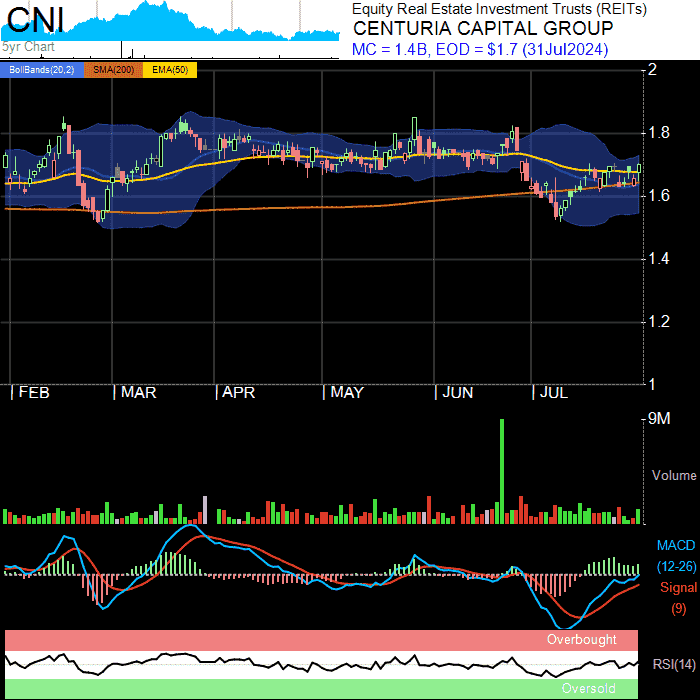 CNI
5yr Chart
Equity Real Estate Investment Trusts (REITs)
CENTURIA CAPITAL GROUP
MC = 1.4B, EOD = $1.7 (31Jul2024)
BollBands(20,2) SMA(200) EMA(50)
2
1.8
1.6
1.4
1.2
1
FEB MAR APR MAY JUN JUL
9M
Volume
MACD
(12-26)
Signal
(9)
Overbought
RSI(14)
Oversold